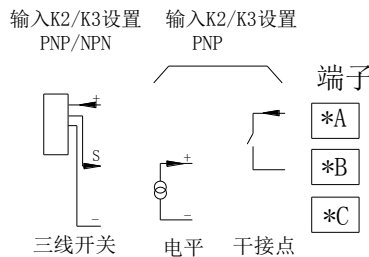 输入K2/K3设置 输入K2/K3设置
PNP/NPN PNP
端子
+
*A
S
+
*B
-
-
*C
三线开关 电平 干接点